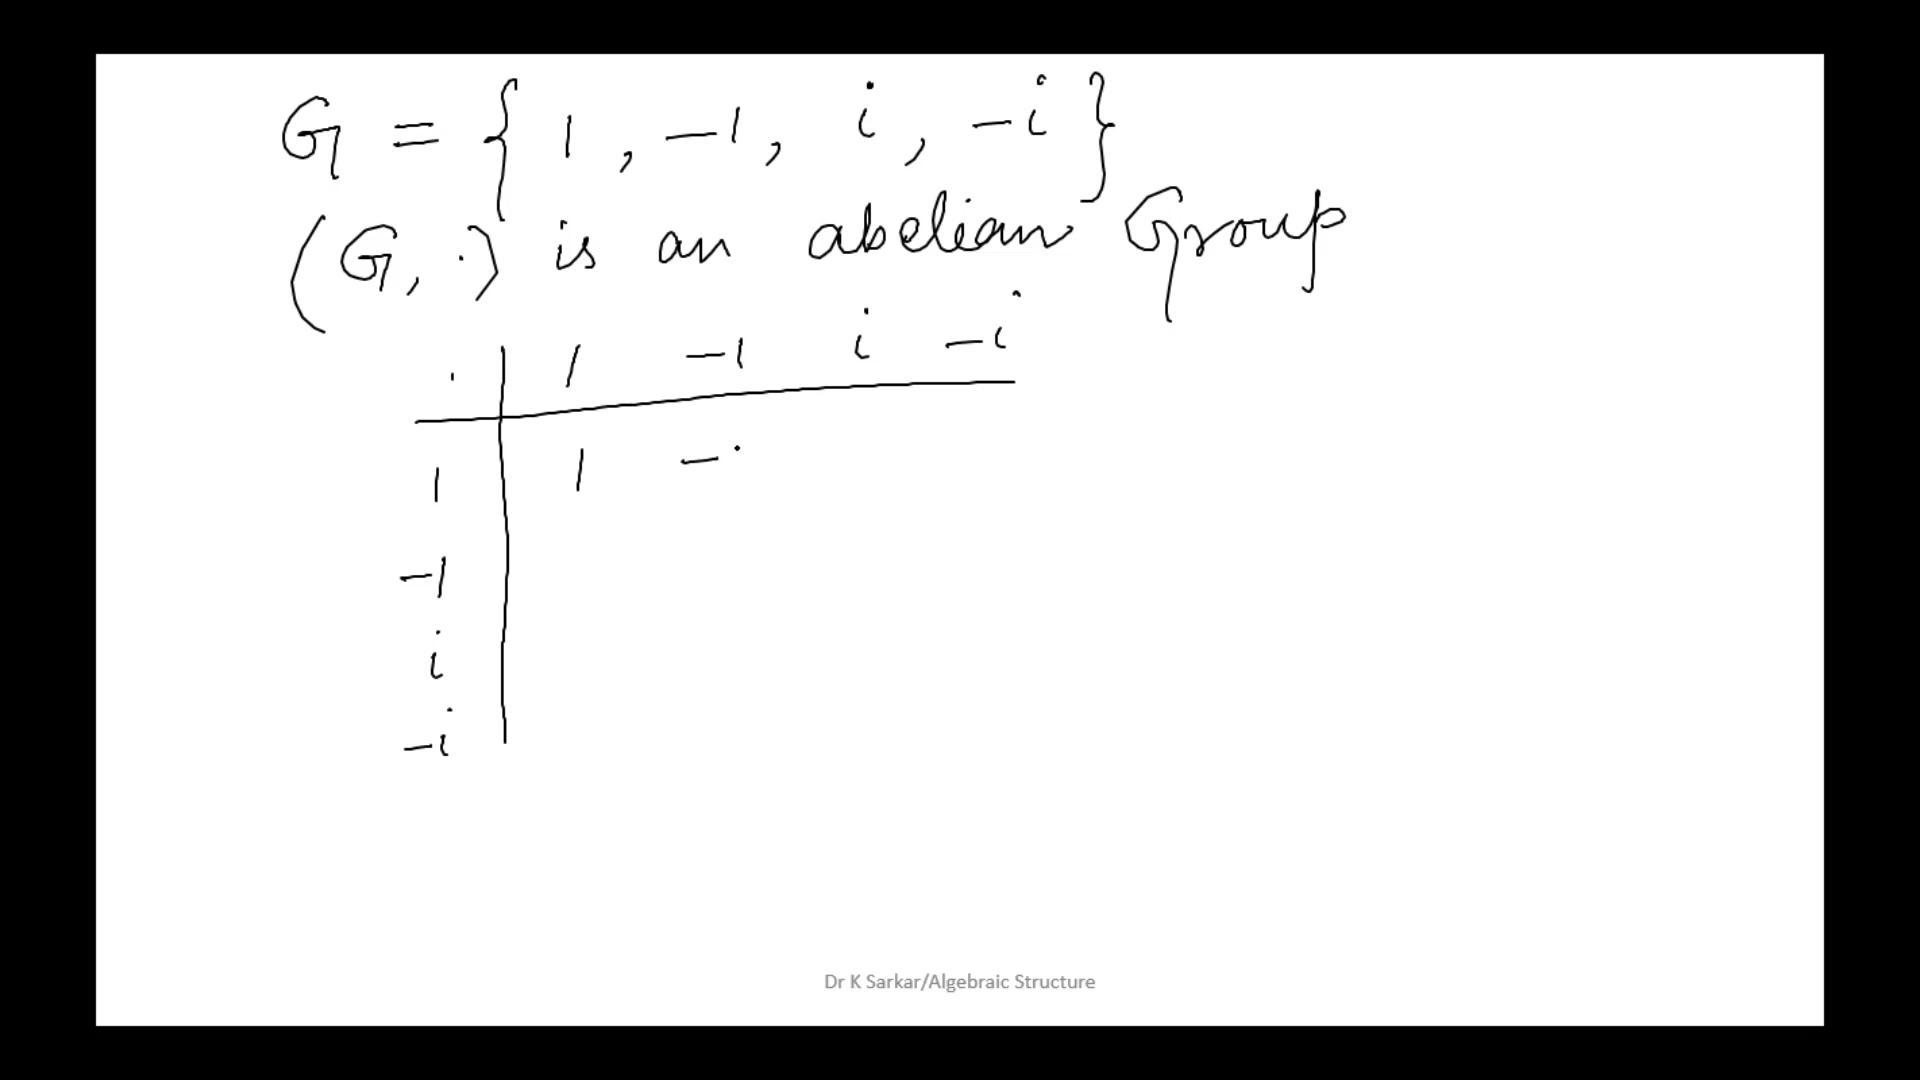 G = { 1 , -1 , i , -i }
(G, ·) is an abelian Group
· | 1 -1 i -i
1 | 1 -
-1
i
-i
Dr K Sarkar/Algebraic Structure